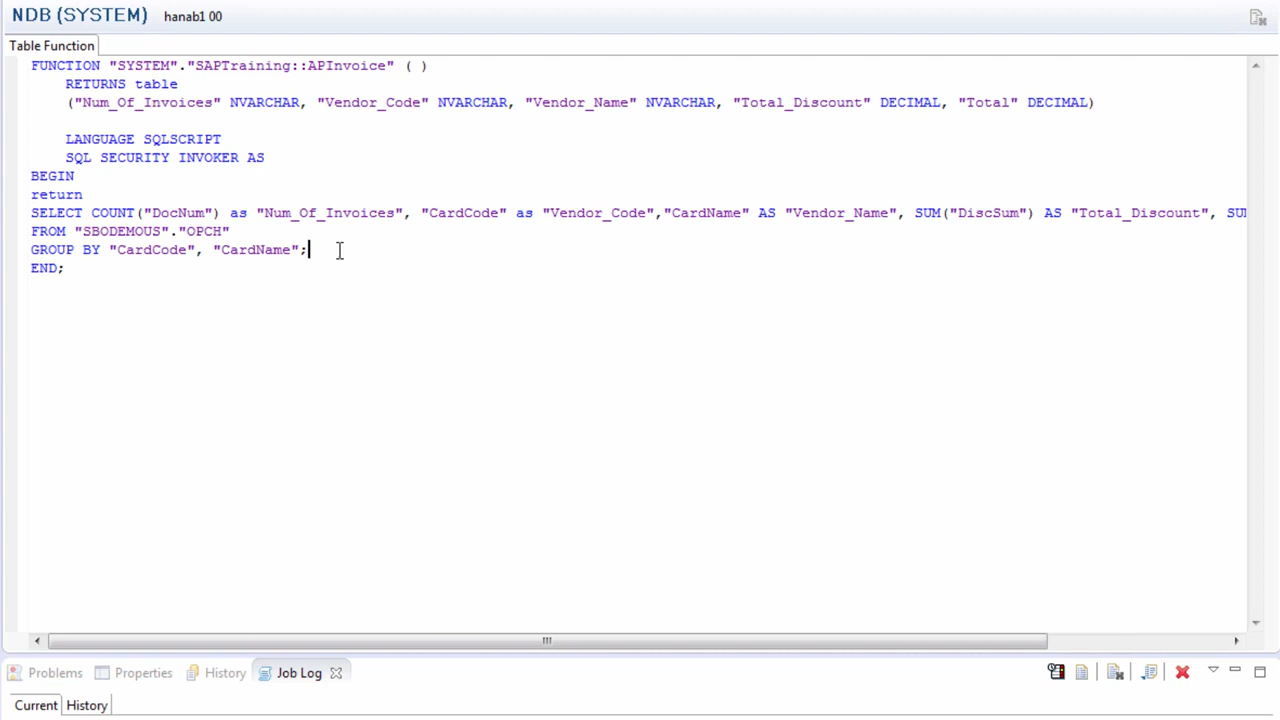 NDB (SYSTEM) hanab1 00
Table Function
FUNCTION "SYSTEM"."SAPTraining::APInvoice" ( )
RETURNS table
("Num_Of_Invoices" NVARCHAR, "Vendor_Code" NVARCHAR, "Vendor_Name" NVARCHAR, "Total_Discount" DECIMAL, "Total" DECIMAL)
LANGUAGE SQLSCRIPT
SQL SECURITY INVOKER AS
BEGIN
return
SELECT COUNT("DocNum") as "Num_Of_Invoices", "CardCode" as "Vendor_Code","CardName" AS "Vendor_Name", SUM("DiscSum") AS "Total_Discount",
FROM "SBODEMOUS"."OPCH"
GROUP BY "CardCode", "CardName";
END;
Problems Properties History Job Log
Current History